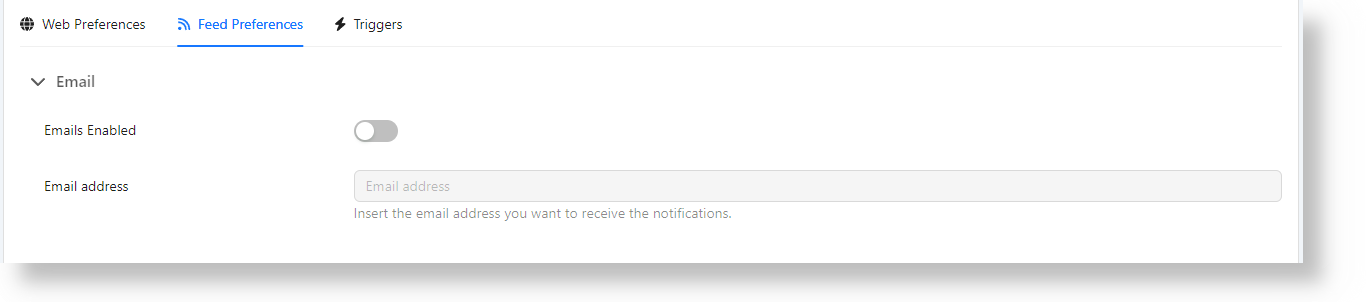 Web Preferences Feed Preferences Triggers
Email
Emails Enabled
Email address Email address
Insert the email address you want to receive the notifications.